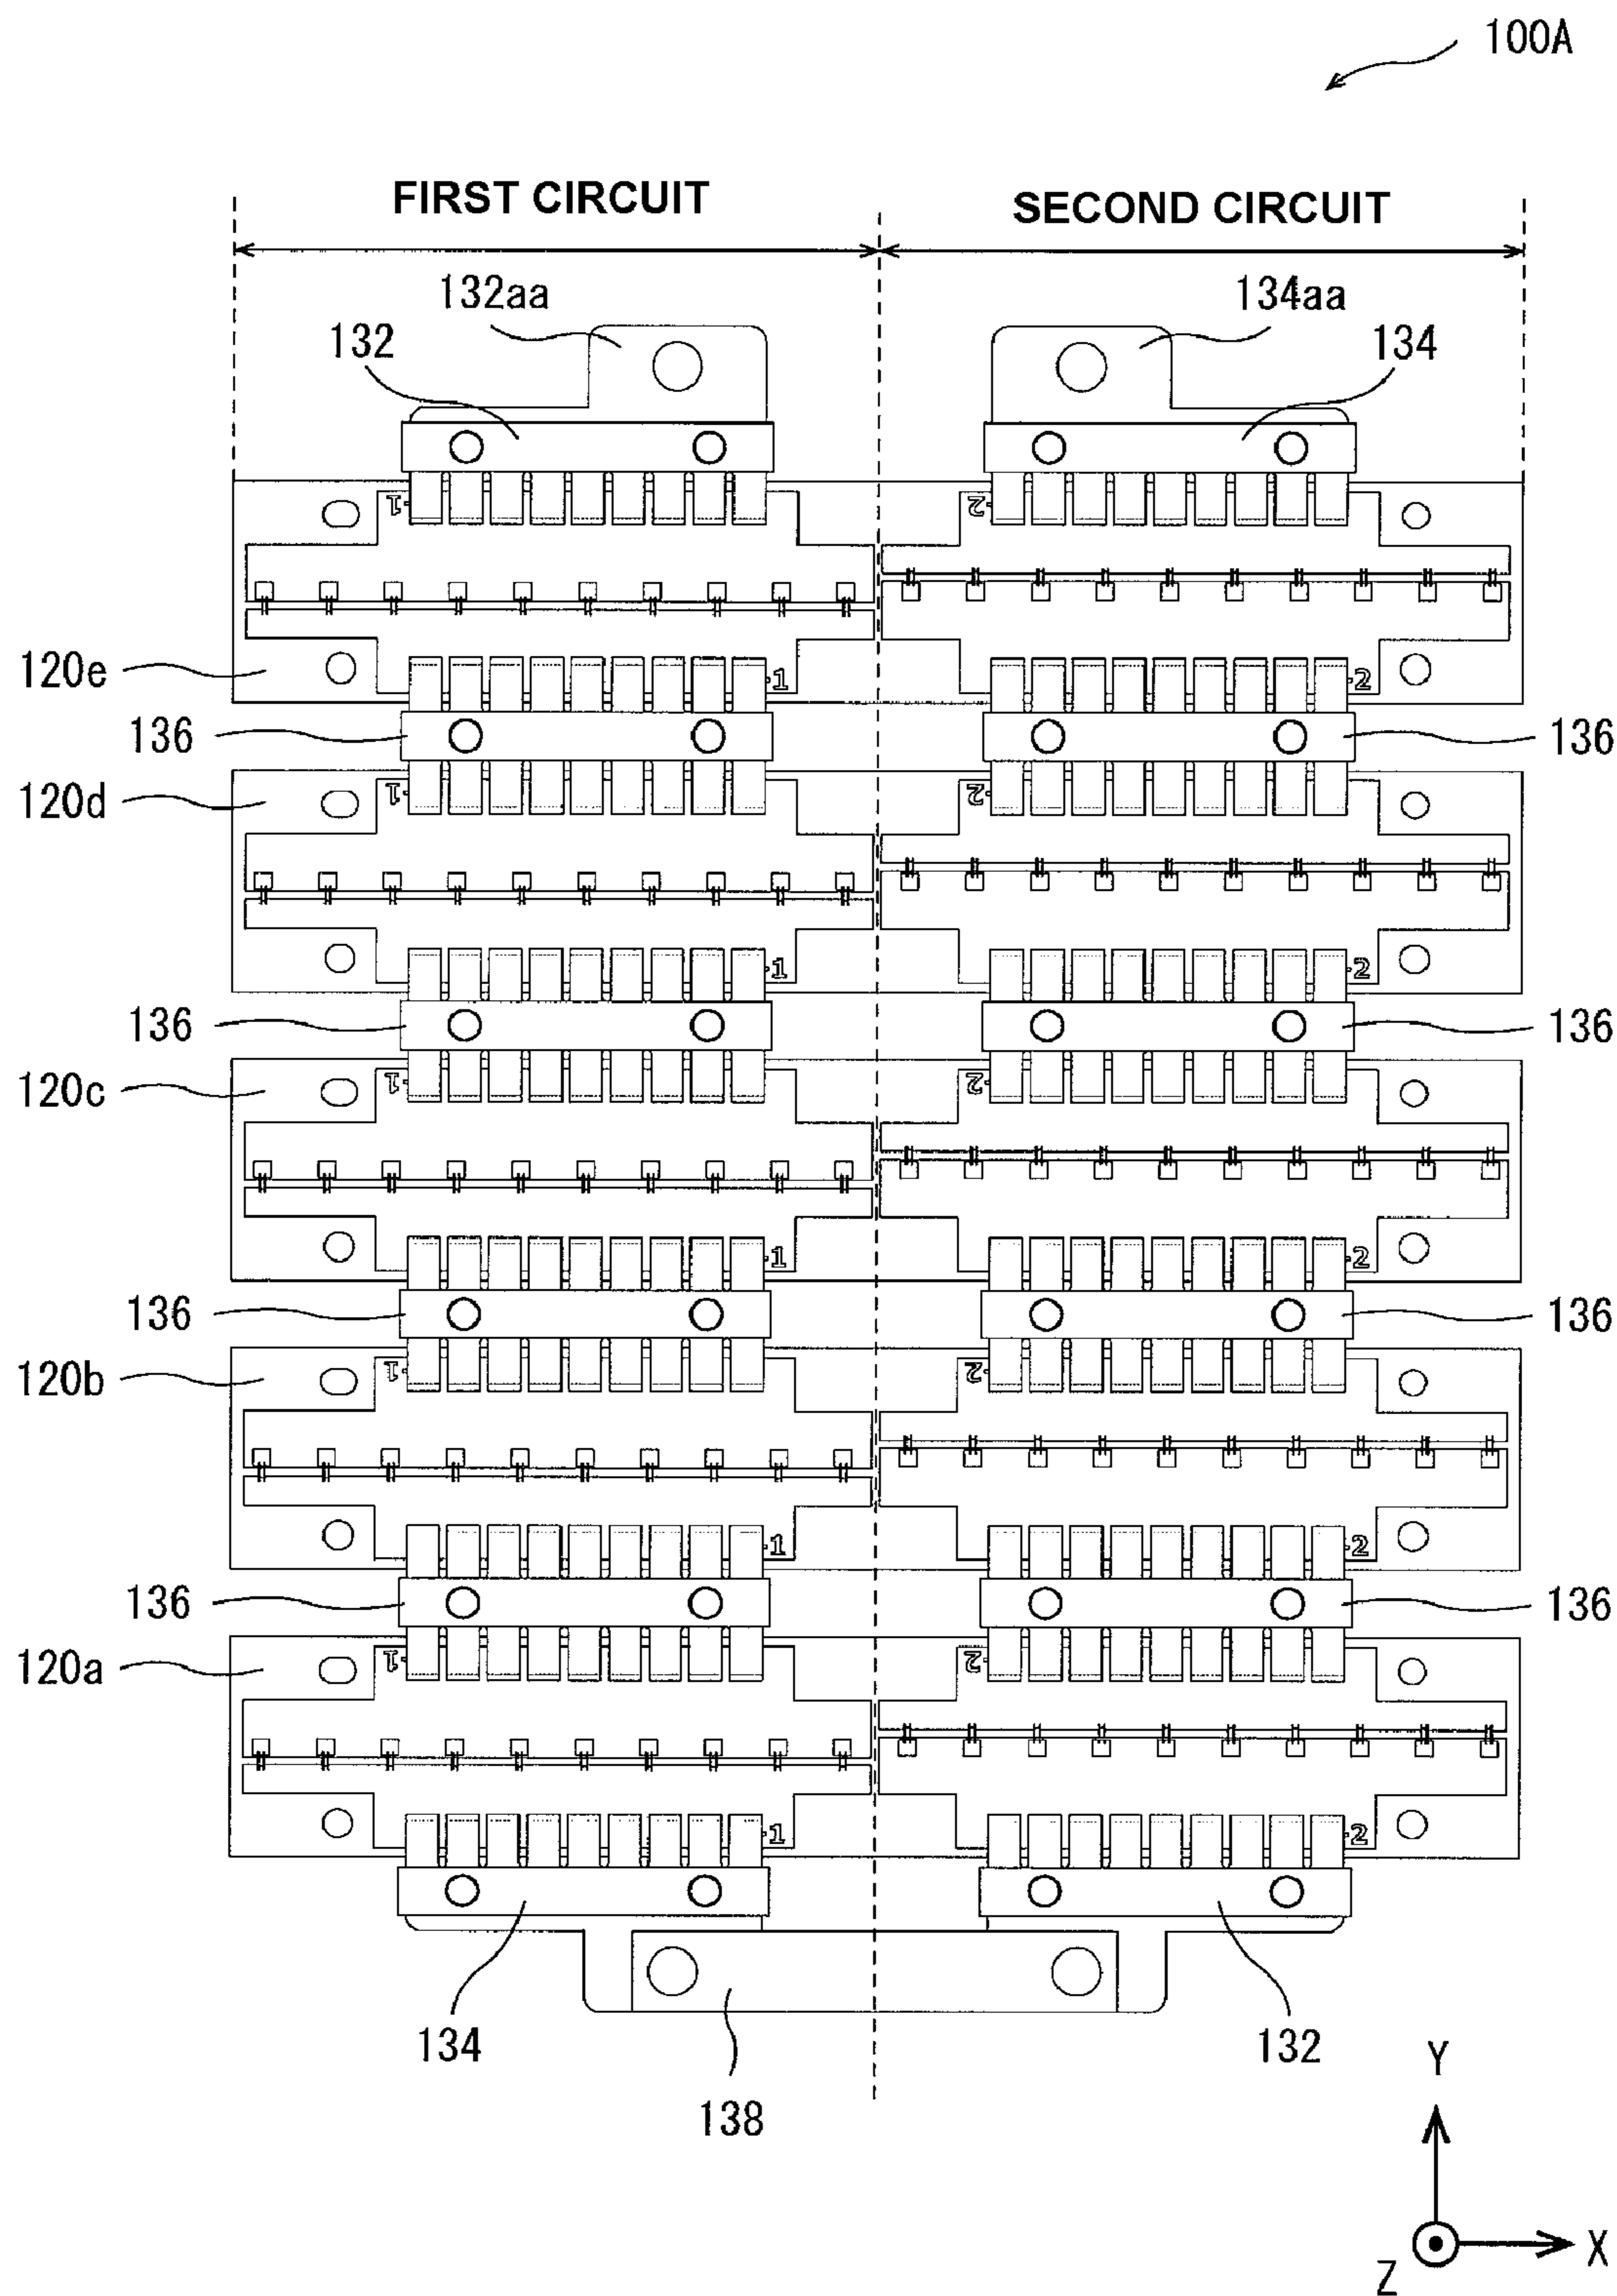 100A
FIRST CIRCUIT SECOND CIRCUIT
132aa 134aa
132 134
1 2
120e 1 2
136 136
120d 1 2
1 2
136 136
120c 1 2
1 2
136 136
120b 1 2
1 2
136 136
120a 1 2
1 2
134 132
138
Y
Z X